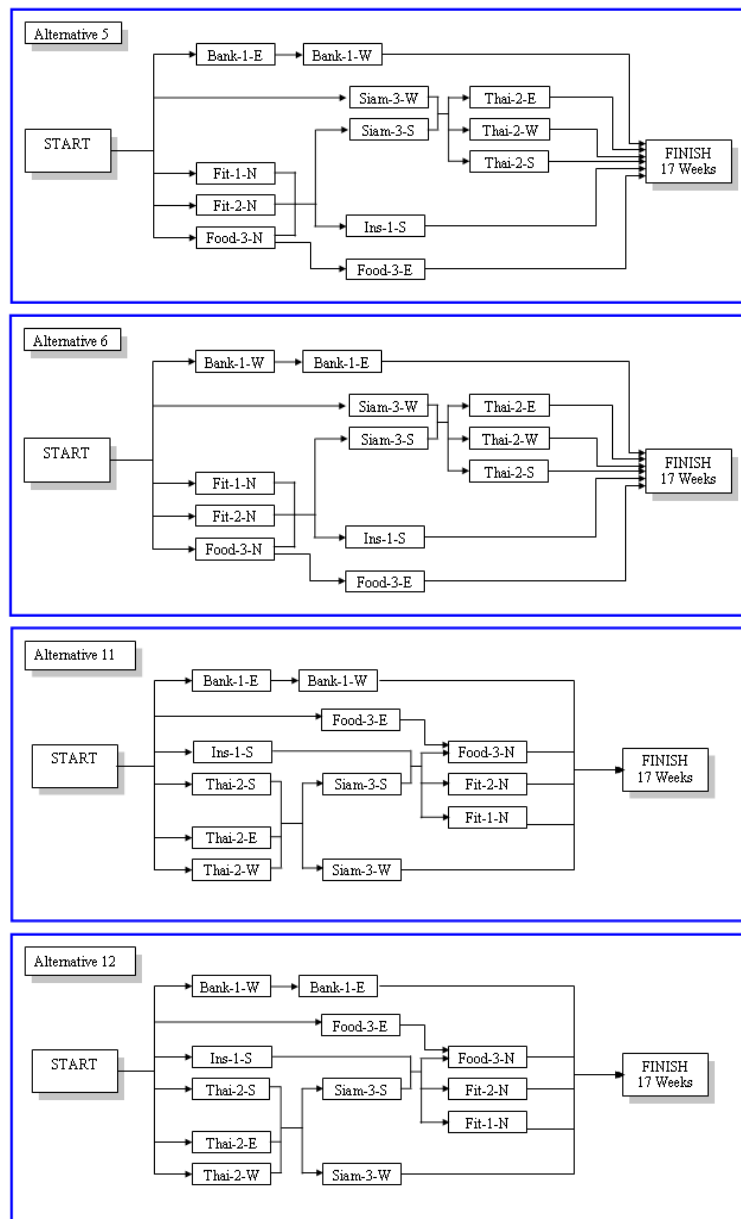 Alternative 5
Bank-1-E
Bank-1-W
Siam-3-W
Thai-2-E
Siam-3-S
Thai-2-W
START
FINISH
17 Weeks
Thai-2-S
Fit-1-N
Fit-2-N
Ins-1-S
Food-3-N
Food-3-E
Alternative 6
Bank-1-W
Bank-1-E
Siam-3-W
Thai-2-E
Siam-3-S
Thai-2-W
START
FINISH
17 Weeks
Thai-2-S
Fit-1-N
Fit-2-N
Ins-1-S
Food-3-N
Food-3-E
Alternative 11
Bank-1-E
Bank-1-W
Food-3-E
START
Ins-1-S
Food-3-N
FINISH
17 Weeks
Thai-2-S
Siam-3-S
Fit-2-N
Fit-1-N
Thai-2-E
Thai-2-W
Siam-3-W
Alternative 12
Bank-1-W
Bank-1-E
Food-3-E
START
Ins-1-S
Food-3-N
FINISH
17 Weeks
Thai-2-S
Siam-3-S
Fit-2-N
Fit-1-N
Thai-2-E
Thai-2-W
Siam-3-W